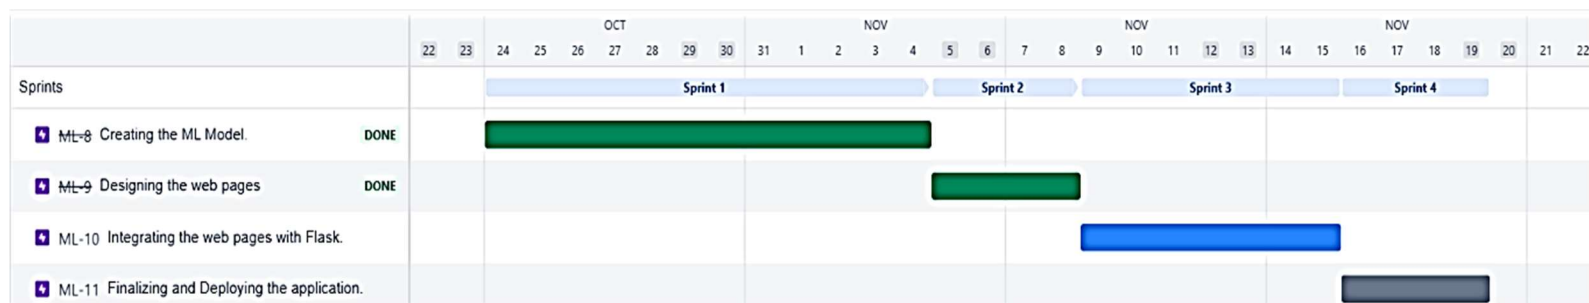 OCT NOV NOV NOV
22 23 24 25 26 27 28 29 30 31 1 2 3 4 5 6 7 8 9 10 11 12 13 14 15 16 17 18 19 20 21 22
Sprints Sprint 1 Sprint 2 Sprint 3 Sprint 4
ML-8 Creating the ML Model. DONE
ML-9 Designing the web pages DONE
ML-10 Integrating the web pages with Flask.
ML-11 Finalizing and Deploying the application.